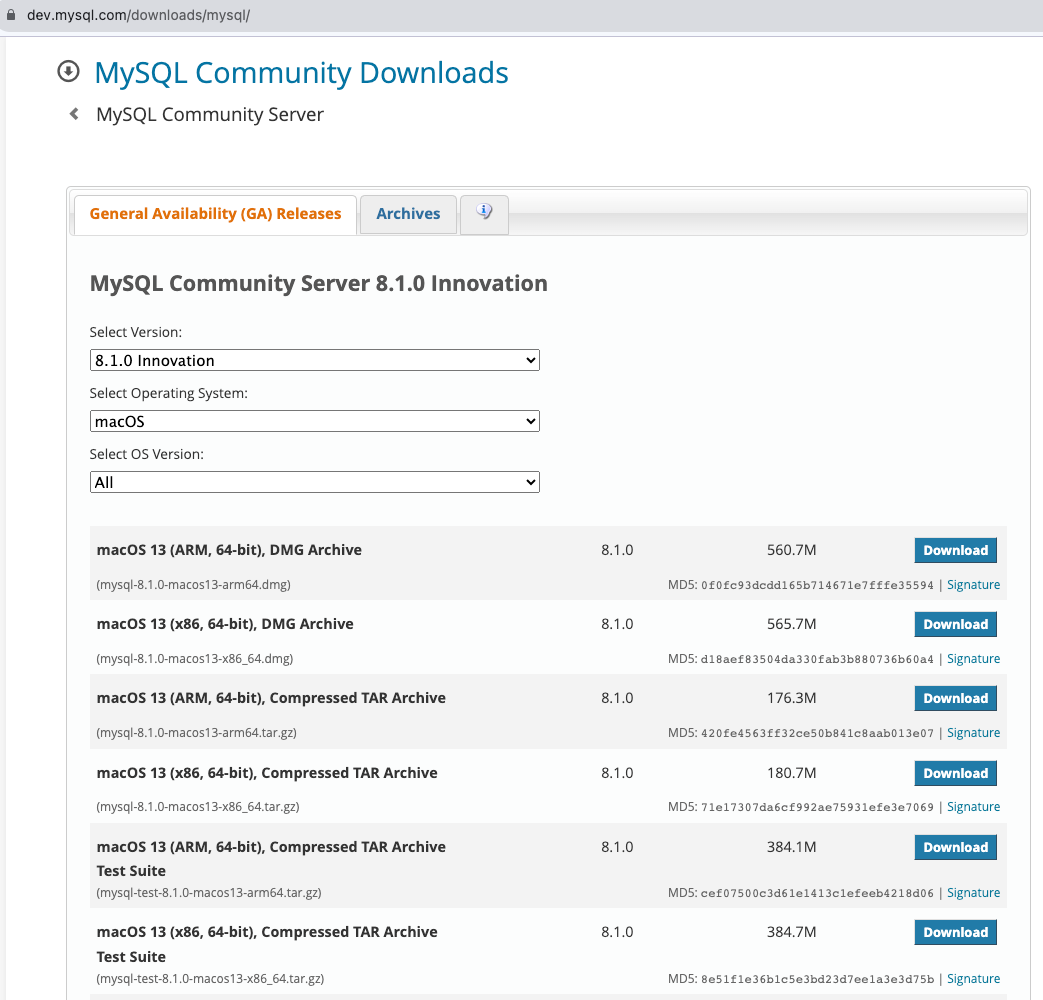 dev.mysql.com/downloads/mysql/
MySQL Community Downloads
MySQL Community Server
General Availability (GA) Releases Archives
MySQL Community Server 8.1.0 Innovation
Select Version:
8.1.0 Innovation
Select Operating System:
macOS
Select OS Version:
All
macOS 13 (ARM, 64-bit), DMG Archive 8.1.0 560.7M Download
(mysql-8.1.0-macos13-arm64.dmg) MD5: 0f0fc93dcdd165b714671e7fffe35594 | Signature
macOS 13 (x86, 64-bit), DMG Archive 8.1.0 565.7M Download
(mysql-8.1.0-macos13-x86_64.dmg) MD5: d18aef83504da330fab3b880736b60a4 | Signature
macOS 13 (ARM, 64-bit), Compressed TAR Archive 8.1.0 176.3M Download
(mysql-8.1.0-macos13-arm64.tar.gz) MD5: 420fe4563ff32ce50b841c8aab013e07 | Signature
macOS 13 (x86, 64-bit), Compressed TAR Archive 8.1.0 180.7M Download
(mysql-8.1.0-macos13-x86_64.tar.gz) MD5: 71e17307da6cf992ae75931efe3e7069 | Signature
macOS 13 (ARM, 64-bit), Compressed TAR Archive 8.1.0 384.1M Download
Test Suite
(mysql-test-8.1.0-macos13-arm64.tar.gz) MD5: cef07500c3d61e1413c1efeeb4218d06 | Signature
macOS 13 (x86, 64-bit), Compressed TAR Archive 8.1.0 384.7M Download
Test Suite
(mysql-test-8.1.0-macos13-x86_64.tar.gz) MD5: 8e51f1e36b1c5e3bd23d7ee1a3e3d75b | Signature